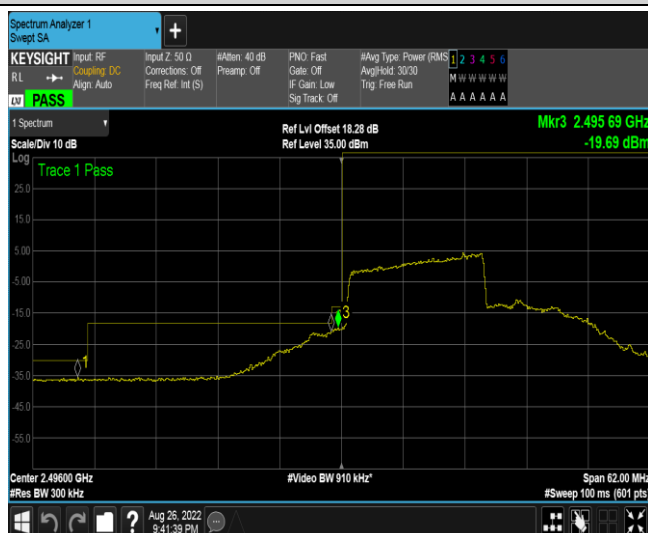 Spectrum Analyzer 1
Swept SA
+
KEYSIGHT
RL
LXI PASS
Input: RF
Coupling: DC
Align: Auto
Input Z: 50 Ω
Corrections: Off
Freq Ref: Int (S)
#Atten: 40 dB
Preamp: Off
PNO: Fast
Gate: Off
IF Gain: Low
Sig Track: Off
#Avg Type: Power (RMS
Avg|Hold: 30/30
Trig: Free Run
1 2 3 4 5 6
M W W W W W
A A A A A A
1 Spectrum
Scale/Div 10 dB
Ref Lvl Offset 18.28 dB
Ref Level 35.00 dBm
Mkr3 2.495 69 GHz
-19.69 dBm
Log
Trace 1 Pass
25.0
15.0
5.00
-5.00
-15.0
-25.0
-35.0
-45.0
-55.0
1
3
Center 2.49600 GHz
#Res BW 300 kHz
#Video BW 910 kHz*
Span 62.00 MHz
#Sweep 100 ms (601 pts)
?
Aug 26, 2022
9:41:39 PM